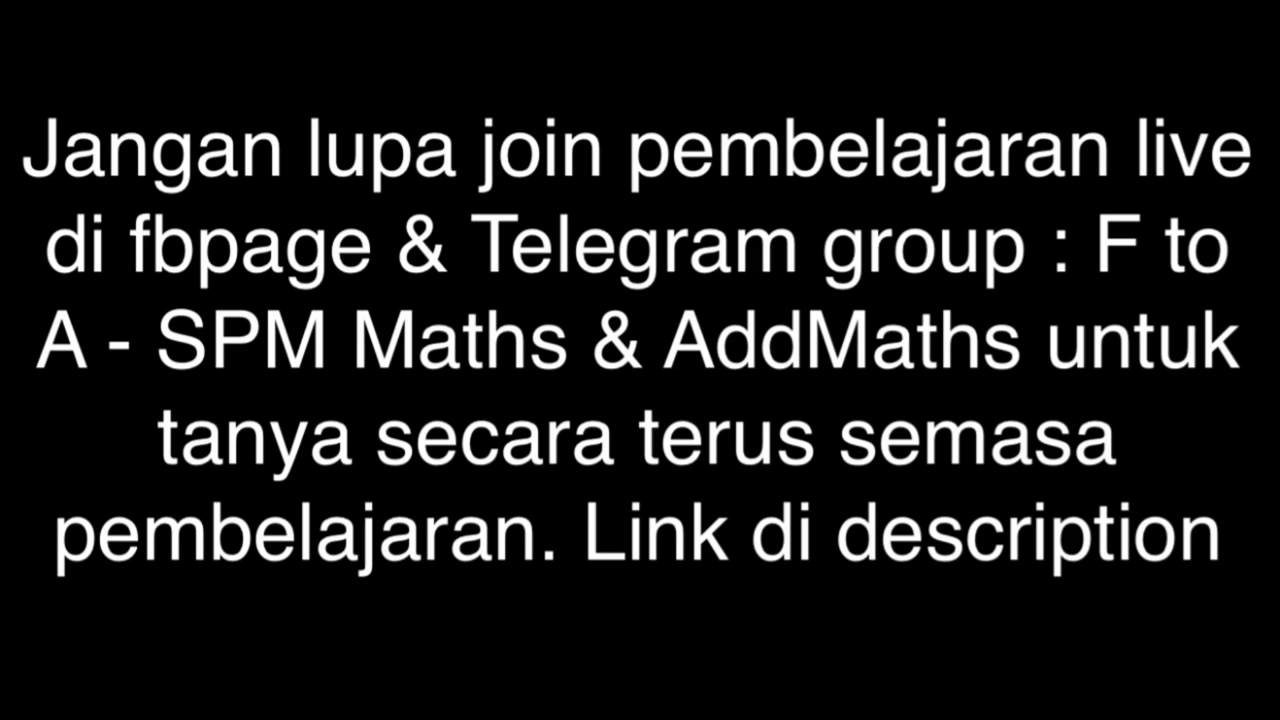 Jangan lupa join pembelajaran live
di fbpage & Telegram group : F to
A - SPM Maths & AddMaths untuk
tanya secara terus semasa
pembelajaran. Link di description